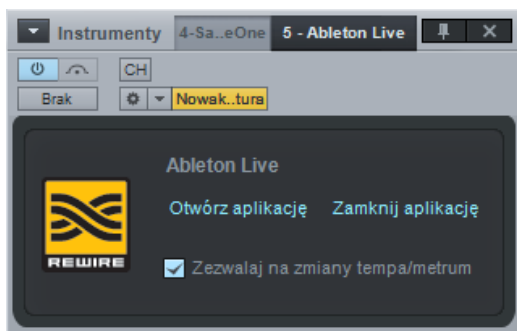 Instrumenty 4-Sa..eOne 5 - Ableton Live
CH
Brak Nowak..tura
Ableton Live
Otwórz aplikację Zamknij aplikację
REWIRE
Zezwalaj na zmiany tempa/metrum